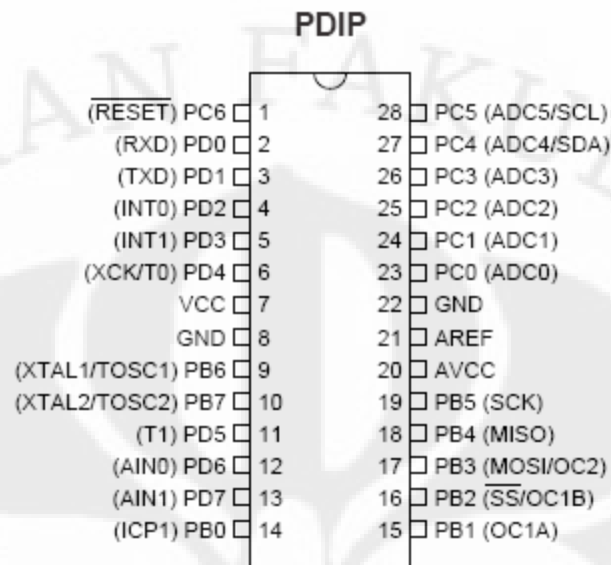 PDIP
(RESET) PC6 1 28 PC5 (ADC5/SCL)
(RXD) PD0 2 27 PC4 (ADC4/SDA)
(TXD) PD1 3 26 PC3 (ADC3)
(INT0) PD2 4 25 PC2 (ADC2)
(INT1) PD3 5 24 PC1 (ADC1)
(XCK/T0) PD4 6 23 PC0 (ADC0)
VCC 7 22 GND
GND 8 21 AREF
(XTAL1/TOSC1) PB6 9 20 AVCC
(XTAL2/TOSC2) PB7 10 19 PB5 (SCK)
(T1) PD5 11 18 PB4 (MISO)
(AIN0) PD6 12 17 PB3 (MOSI/OC2)
(AIN1) PD7 13 16 PB2 (SS/OC1B)
(ICP1) PB0 14 15 PB1 (OC1A)